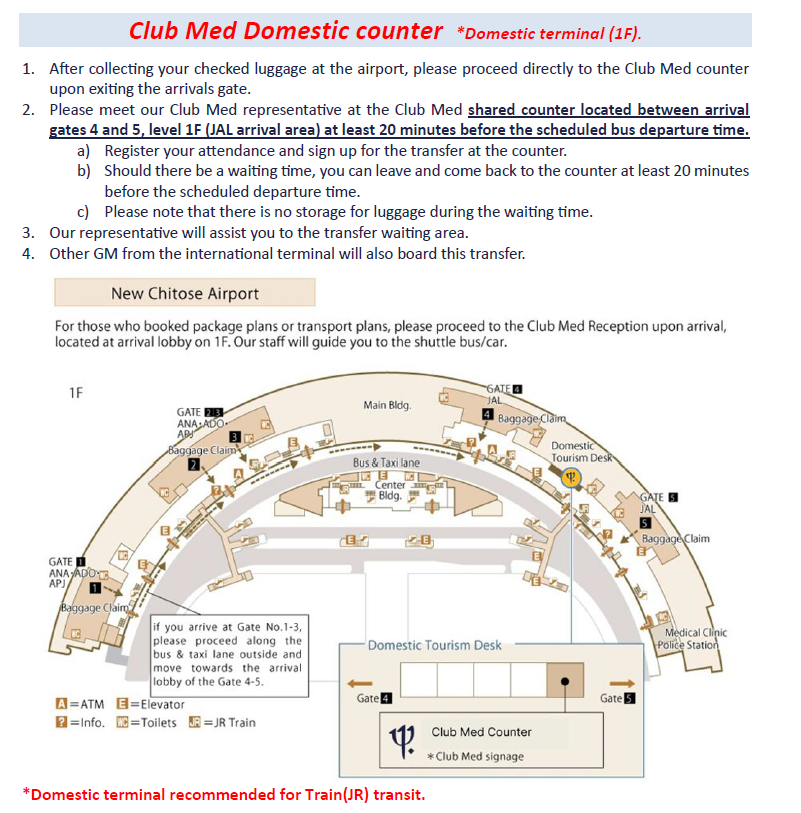 Club Med Domestic counter *Domestic terminal (1F).
1. After collecting your checked luggage at the airport, please proceed directly to the Club Med counter
upon exiting the arrivals gate.
2. Please meet our Club Med representative at the Club Med shared counter located between arrival
gates 4 and 5, level 1F (JAL arrival area) at least 20 minutes before the scheduled bus departure time.
a) Register your attendance and sign up for the transfer at the counter.
b) Should there be a waiting time, you can leave and come back to the counter at least 20 minutes
before the scheduled departure time.
c) Please note that there is no storage for luggage during the waiting time.
3. Our representative will assist you to the transfer waiting area.
4. Other GM from the international terminal will also board this transfer.
New Chitose Airport
For those who booked package plans or transport plans, please proceed to the Club Med Reception upon arrival,
located at arrival lobby on 1F. Our staff will guide you to the shuttle bus/car.
1F
GATE 2 3
ANA•ADO
APJ
3
Baggage Claim
2
Main Bldg.
GATE 4
JAL
4
Baggage Claim
Domestic
Tourism Desk
Bus & Taxi lane
Center
Bldg.
GATE 5
JAL
5
Baggage Claim
GATE 1
ANA•ADO
APJ
1
Baggage Claim
if you arrive at Gate No.1-3,
please proceed along the
bus & taxi lane outside and
move towards the arrival
lobby of the Gate 4-5.
Medical Clinic
Police Station
Domestic Tourism Desk
Gate 4
Gate 5
Club Med Counter
* Club Med signage
A =ATM E =Elevator
? =Info. WC =Toilets JR =JR Train
*Domestic terminal recommended for Train(JR) transit.